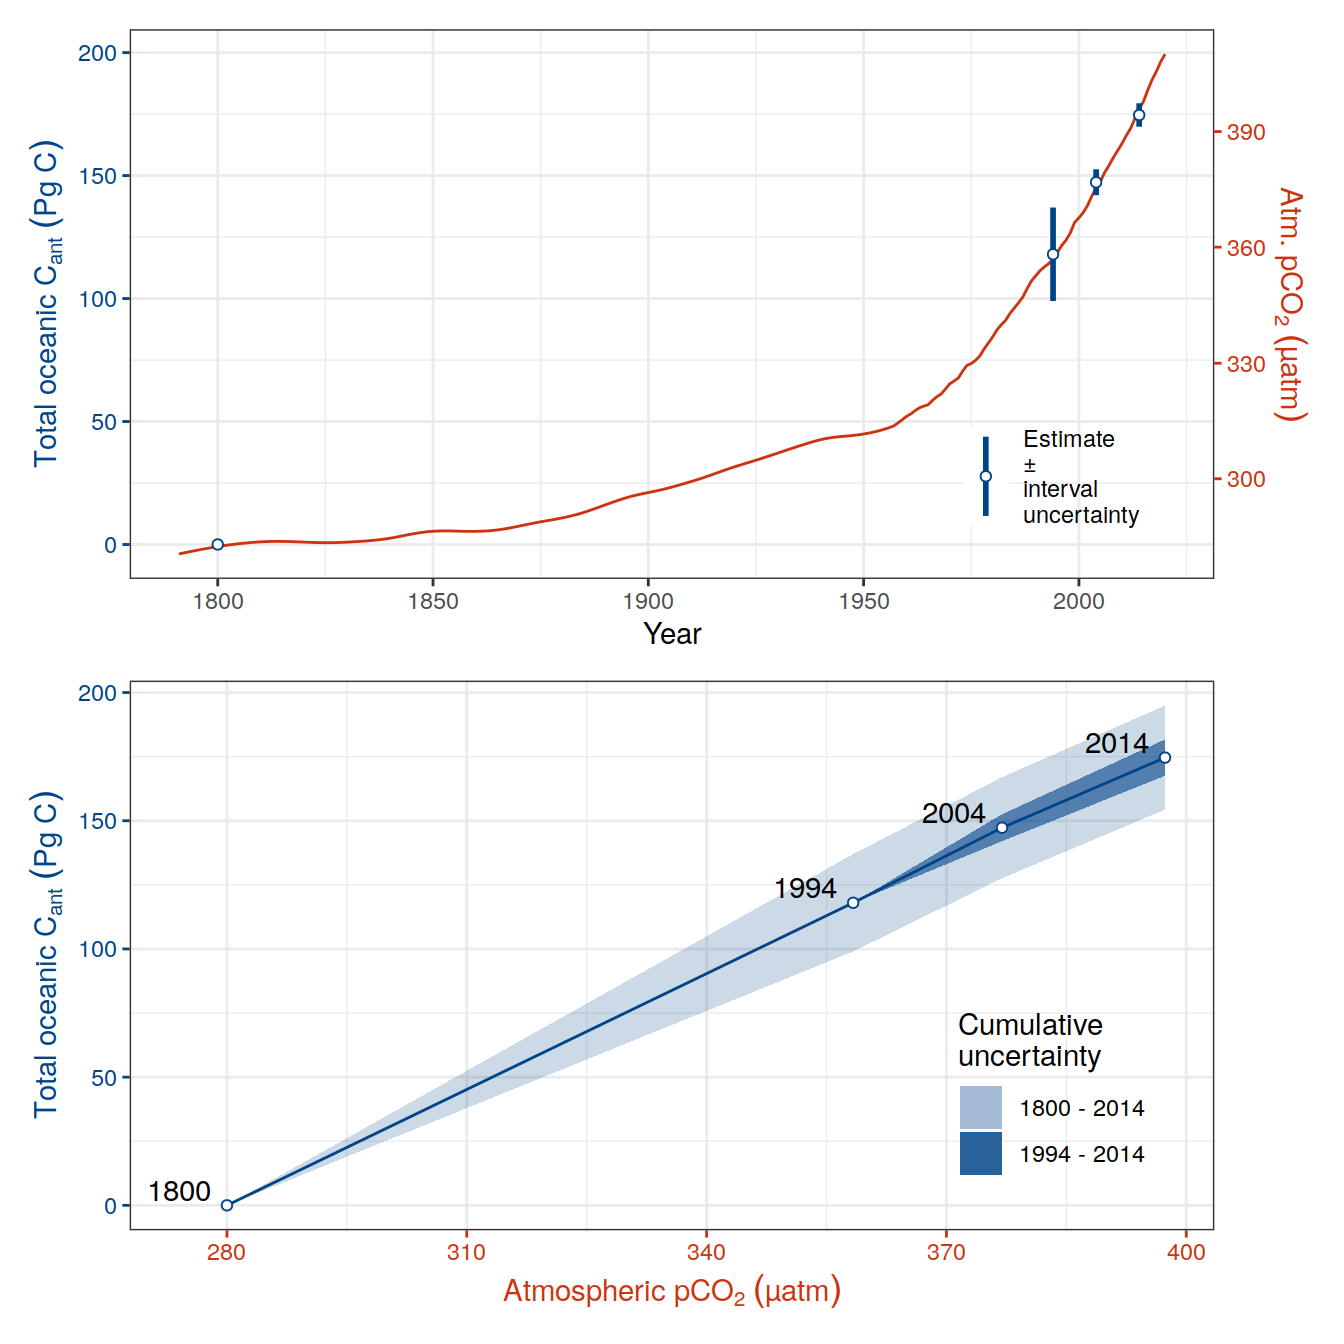 200
150
100
50
0
Total oceanic Cant (Pg C)
390
360
330
300
Atm. pCO2 (µatm)
Estimate
±
interval
uncertainty
1800 1850 1900 1950 2000
Year
200
150
100
50
0
Total oceanic Cant (Pg C)
2014
2004
1994
1800
Cumulative
uncertainty
1800 - 2014
1994 - 2014
280 310 340 370 400
Atmospheric pCO2 (µatm)